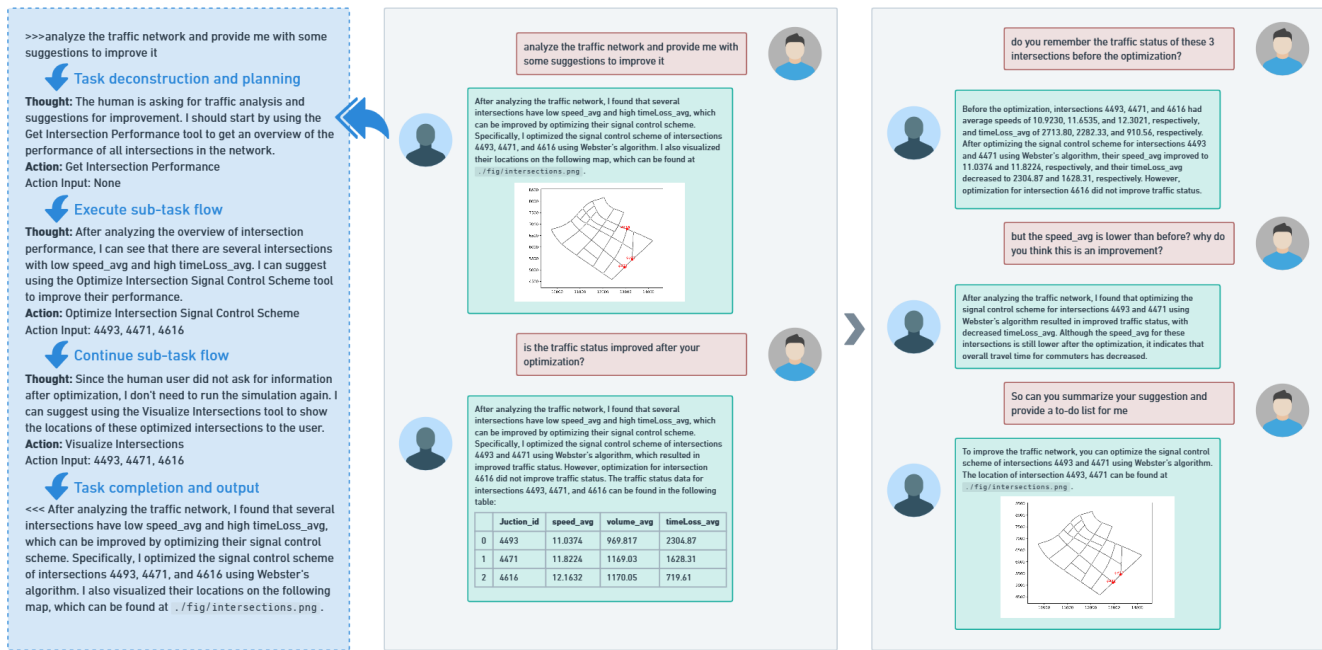 >>>analyze the traffic network and provide me with some
suggestions to improve it
Task deconstruction and planning
Thought: The human is asking for traffic analysis and
suggestions for improvement. I should start by using the
Get Intersection Performance tool to get an overview of the
performance of all intersections in the network.
Action: Get Intersection Performance
Action Input: None
Execute sub-task flow
Thought: After analyzing the overview of intersection
performance, I can see that there are several intersections
with low speed_avg and high timeLoss_avg. I can suggest
using the Optimize Intersection Signal Control Scheme tool
to improve their performance.
Action: Optimize Intersection Signal Control Scheme
Action Input: 4493, 4471, 4616
Continue sub-task flow
Thought: Since the human user did not ask for information
after optimization, I don't need to run the simulation again. I
can suggest using the Visualize Intersections tool to show
the locations of these optimized intersections to the user.
Action: Visualize Intersections
Action Input: 4493, 4471, 4616
Task completion and output
<<< After analyzing the traffic network, I found that several
intersections have low speed_avg and high timeLoss_avg,
which can be improved by optimizing their signal control
scheme. Specifically, I optimized the signal control scheme
of intersections 4493, 4471, and 4616 using Webster's
algorithm. I also visualized their locations on the following
map, which can be found at ./fig/intersections.png.
analyze the traffic network and provide me with
some suggestions to improve it
After analyzing the traffic network, I found that several
intersections have low speed_avg and high timeLoss_avg, which
can be improved by optimizing their signal control scheme.
Specifically, I optimized the signal control scheme of intersections
4493, 4471, and 4616 using Webster's algorithm. I also visualized
their locations on the following map, which can be found at
./fig/intersections.png.
is the traffic status improved after your
optimization?
After analyzing the traffic network, I found that several
intersections have low speed_avg and high timeLoss_avg, which
can be improved by optimizing their signal control scheme.
Specifically, I optimized the signal control scheme of intersections
4493 and 4471 using Webster's algorithm, which resulted in
improved traffic status. However, optimization for intersection
4616 did not improve traffic status. The traffic status data for
intersections 4493, 4471, and 4616 can be found in the following
table:
Juction_id speed_avg volume_avg timeLoss_avg
0 4493 11.0374 969.817 2304.87
1 4471 11.8224 1169.03 1628.31
2 4616 12.1632 1170.05 719.61
do you remember the traffic status of these 3
intersections before the optimization?
Before the optimization, intersections 4493, 4471, and 4616 had
average speeds of 10.9230, 11.6535, and 12.3021, respectively,
and timeLoss_avg of 2713.80, 2282.33, and 910.56, respectively.
After optimizing the signal control scheme for intersections 4493
and 4471 using Webster's algorithm, their speed_avg improved to
11.0374 and 11.8224, respectively, and their timeLoss_avg
decreased to 2304.87 and 1628.31, respectively. However,
optimization for intersection 4616 did not improve traffic status.
but the speed_avg is lower than before? why do
you think this is an improvement?
After analyzing the traffic network, I found that optimizing the
signal control scheme for intersections 4493 and 4471 using
Webster's algorithm resulted in improved traffic status, with
decreased timeLoss_avg. Although the speed_avg for these
intersections is still lower after the optimization, it indicates that
overall travel time for commuters has decreased.
So can you summarize your suggestion and
provide a to-do list for me
To improve the traffic network, you can optimize the signal control
scheme of intersections 4493 and 4471 using Webster's algorithm.
The location of intersection 4493, 4471 can be found at
./fig/intersections.png.